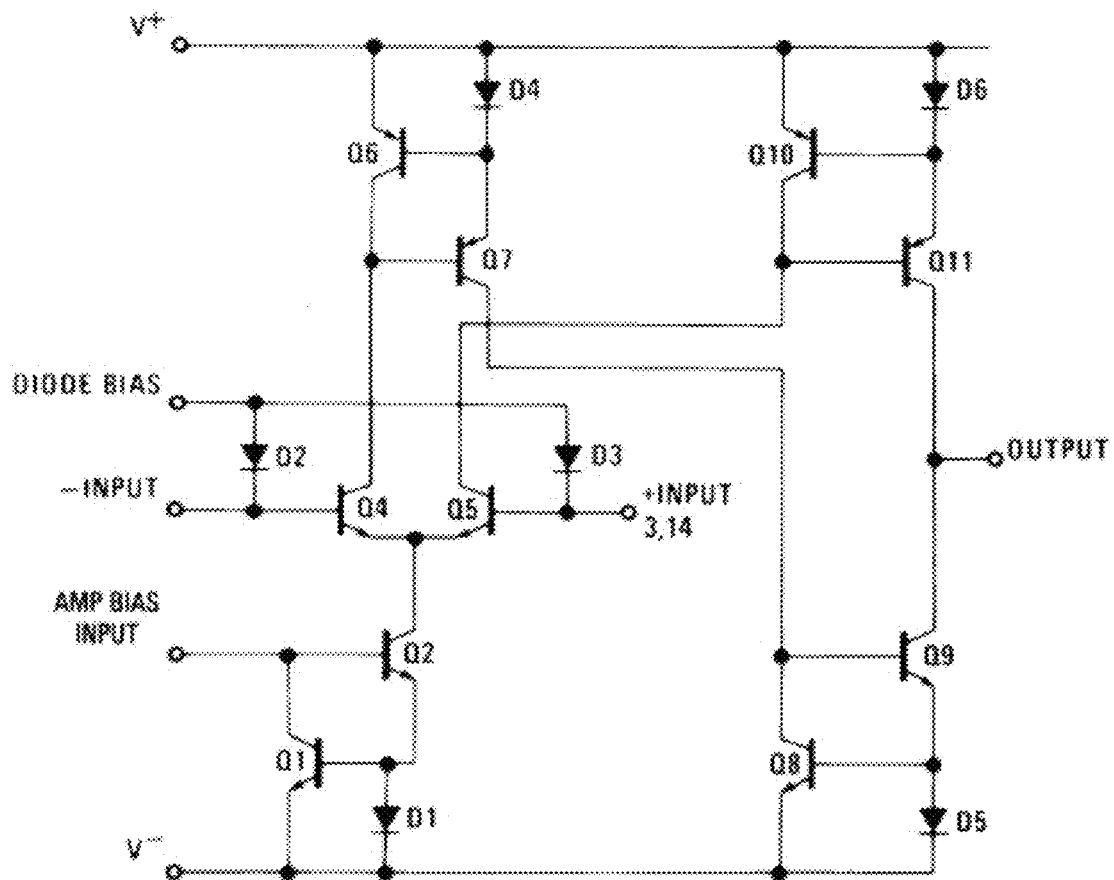 V+
D4
D6
Q6
Q10
Q7
Q11
DIODE BIAS
D2
D3
OUTPUT
-INPUT
Q4
Q5
+INPUT
3,14
AMP BIAS
INPUT
Q2
Q9
Q1
Q8
D1
D5
V-